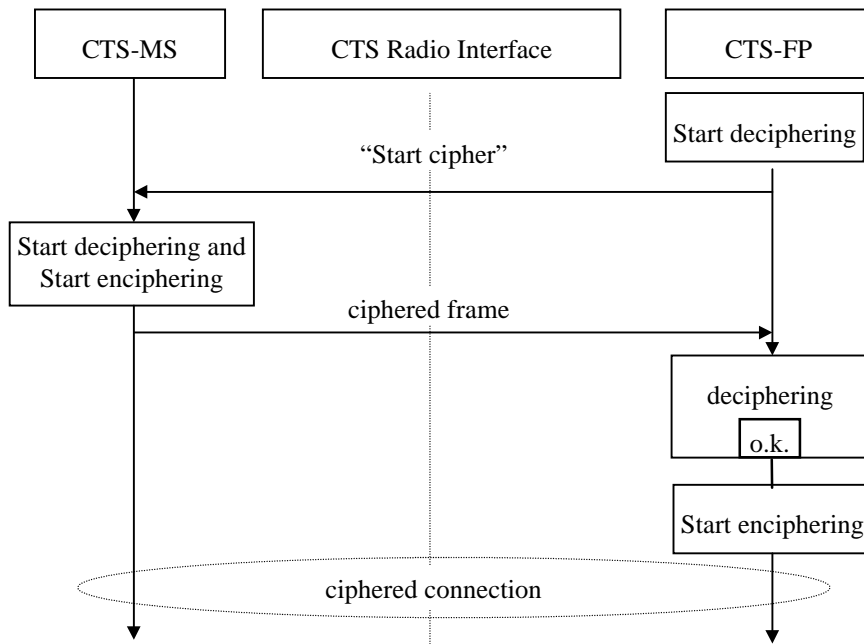 CTS-MS
CTS Radio Interface
CTS-FP
Start deciphering
“Start cipher”
Start deciphering and
Start enciphering
ciphered frame
deciphering
o.k.
Start enciphering
ciphered connection